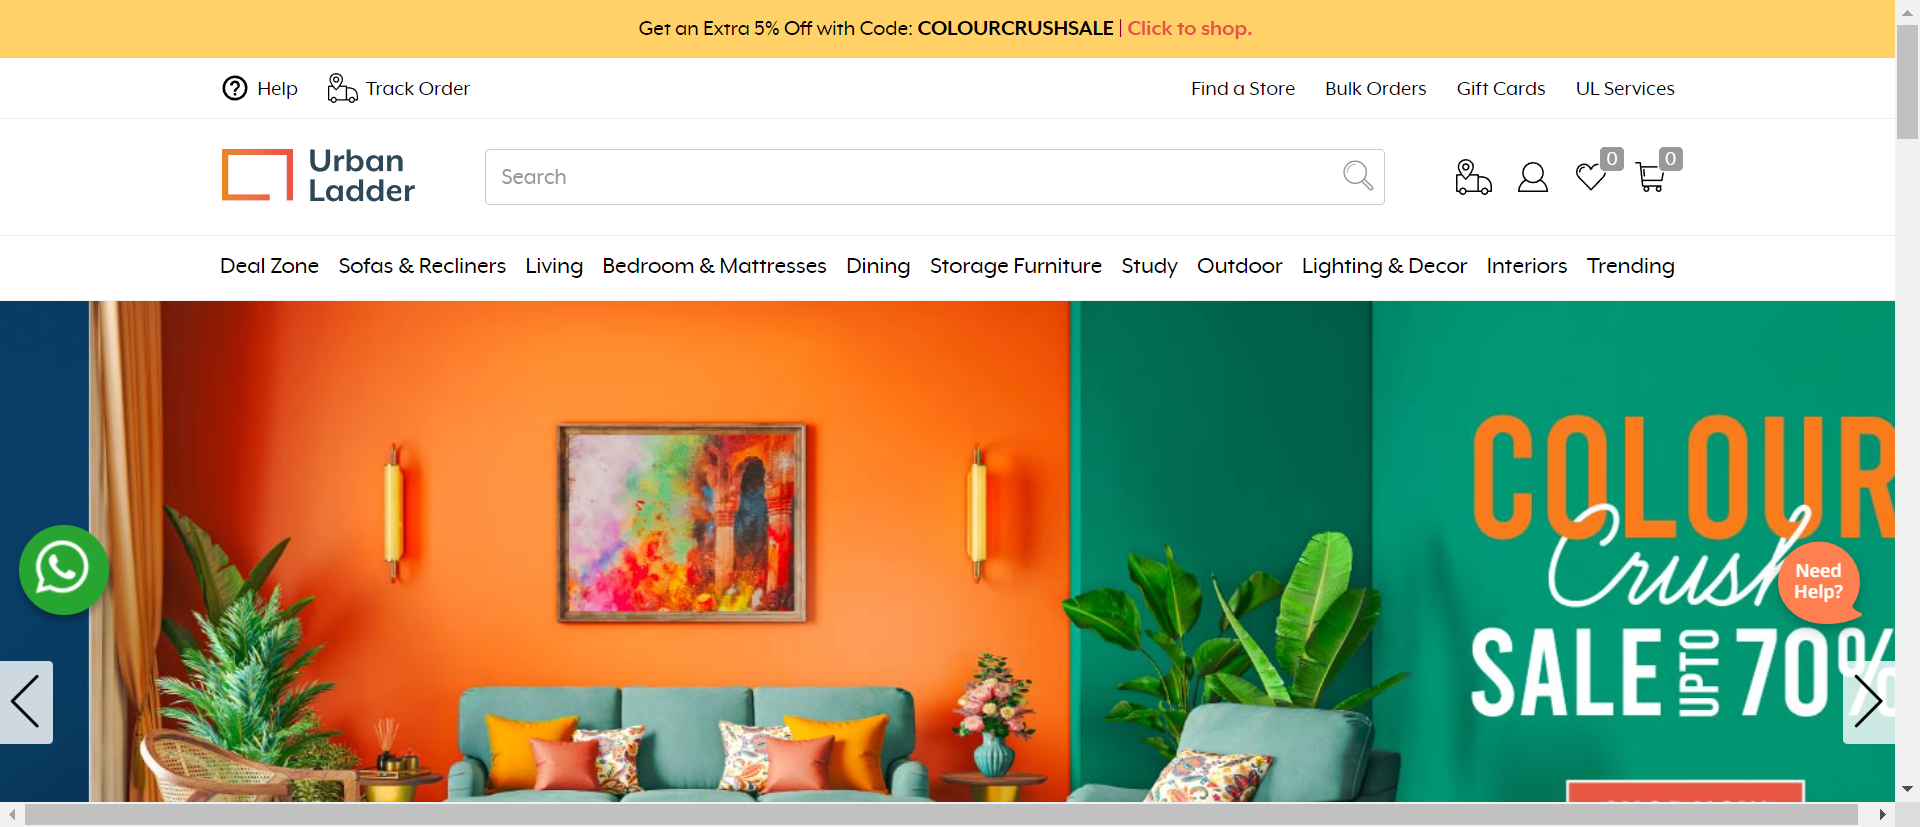 Get an Extra 5% Off with Code: COLOURCRUSHSALE | Click to shop.
Help
Track Order
Find a Store
Bulk Orders
Gift Cards
UL Services
Urban
Ladder
Search
0
0
Deal Zone
Sofas & Recliners
Living
Bedroom & Mattresses
Dining
Storage Furniture
Study
Outdoor
Lighting & Decor
Interiors
Trending
COLOUR
Crush
SALE UPTO 70%
Need
Help?